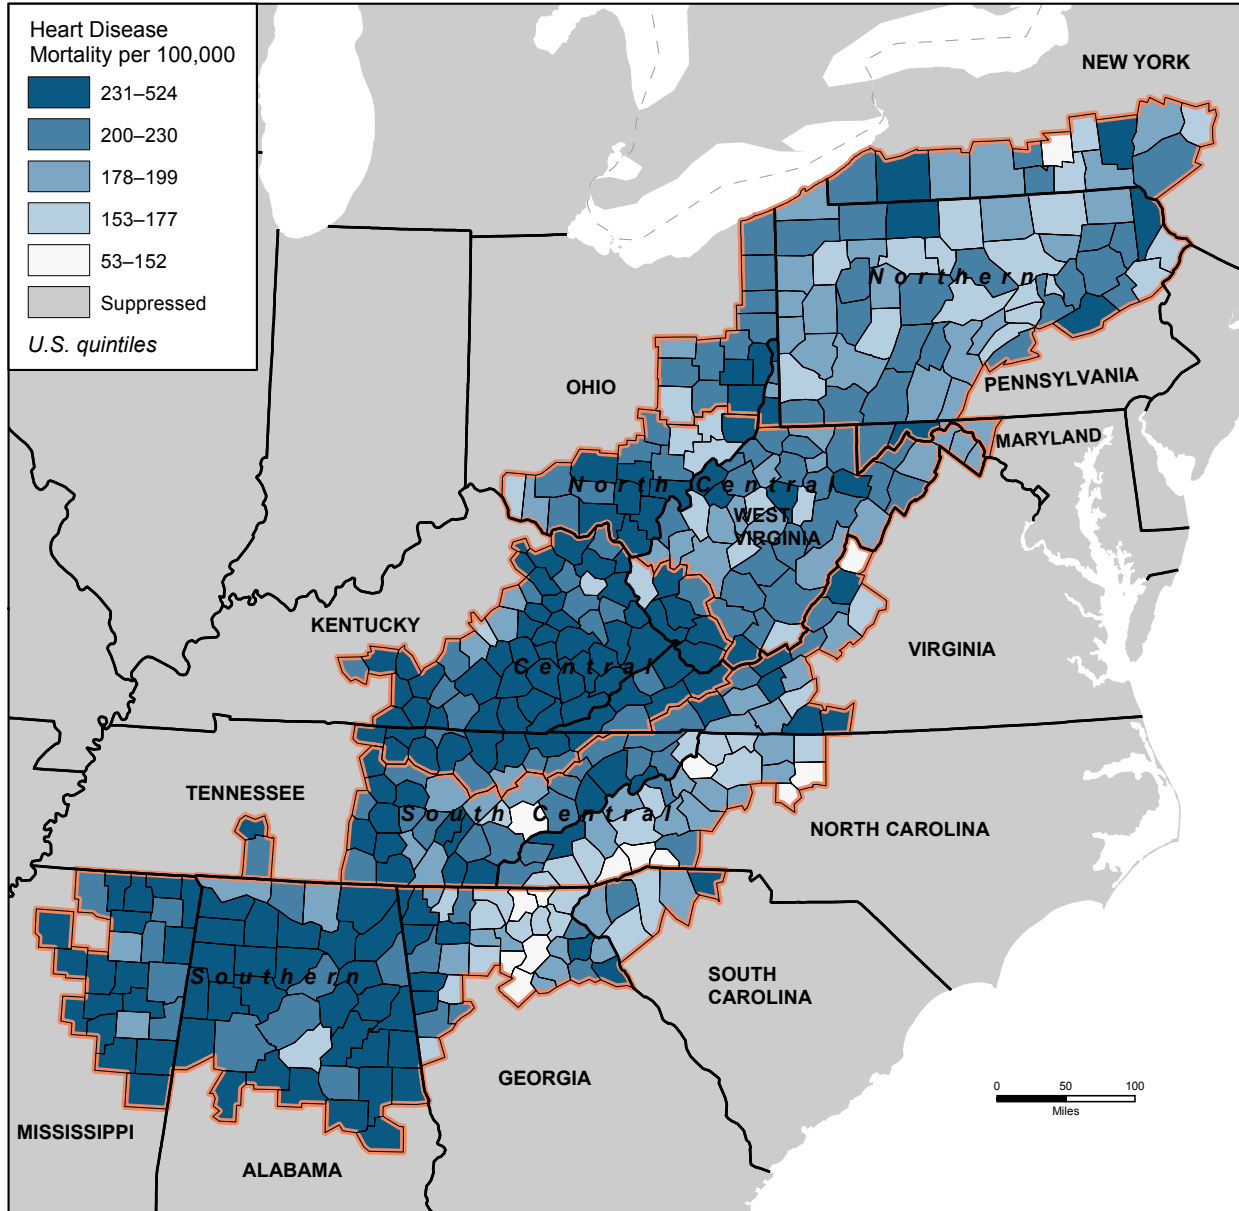 Heart Disease
Mortality per 100,000
231–524
200–230
178–199
153–177
53–152
Suppressed
U.S. quintiles
NEW YORK
Northern
PENNSYLVANIA
OHIO
MARYLAND
North Central
WEST
VIRGINIA
KENTUCKY
VIRGINIA
Central
TENNESSEE
South Central
NORTH CAROLINA
Southern
SOUTH
CAROLINA
GEORGIA
0 50 100
Miles
MISSISSIPPI
ALABAMA